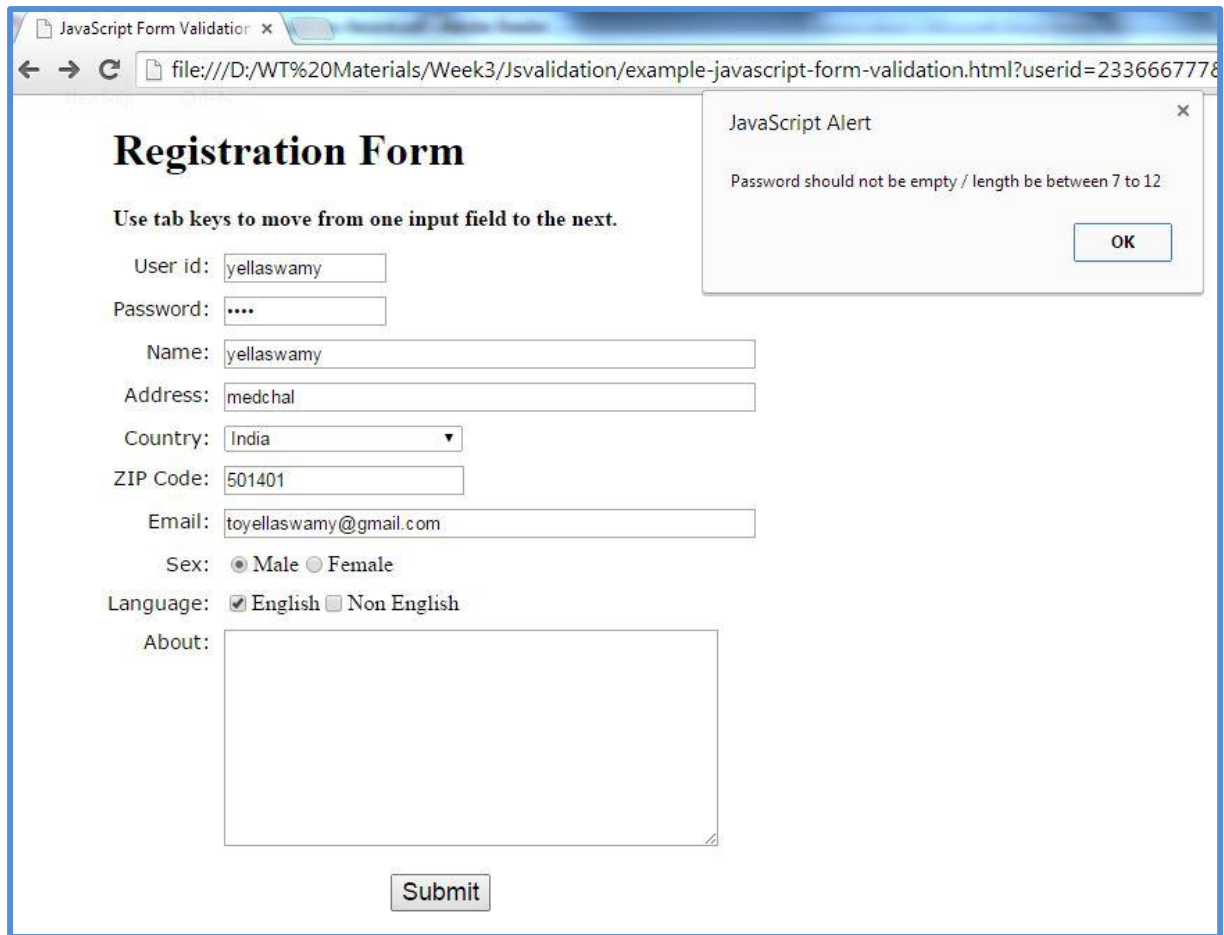 JavaScript Form Validation
file:///D:/WT%20Materials/Week3/Jsvalidation/example-javascript-form-validation.html?userid=233666777&
JavaScript Alert
Password should not be empty / length be between 7 to 12
OK
Registration Form
Use tab keys to move from one input field to the next.
User id: yellaswamy
Password: ••••
Name: yellaswamy
Address: medchal
Country: India
ZIP Code: 501401
Email: toyellaswamy@gmail.com
Sex: Male Female
Language: English Non English
About:
Submit